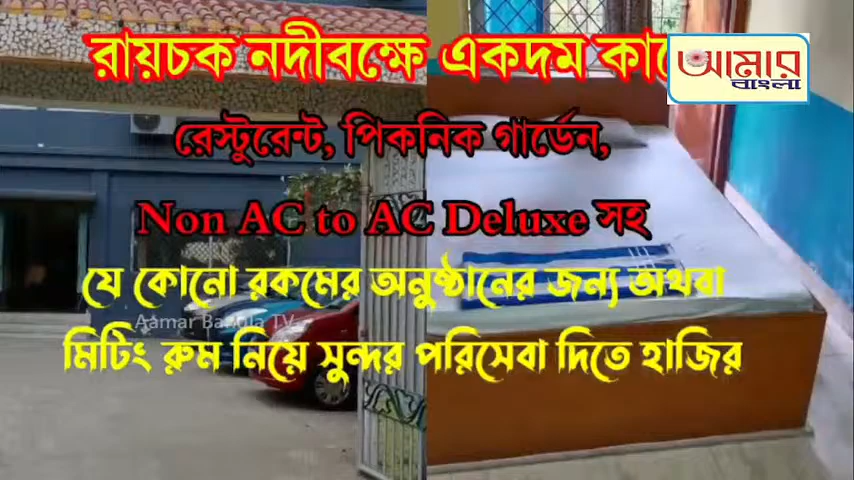 রায়চক নদীবক্ষে একদম
আমার
বাংলা
রেস্টুরেন্ট, পিকনিক গার্ডেন,
Non AC to AC Deluxe সহ
যে কোনো রকমের অনুষ্ঠানের জন্য অথবা
Aamar Bangla TV
মিটিং রুম নিয়ে সুন্দর পরিসেবা দিতে হাজির